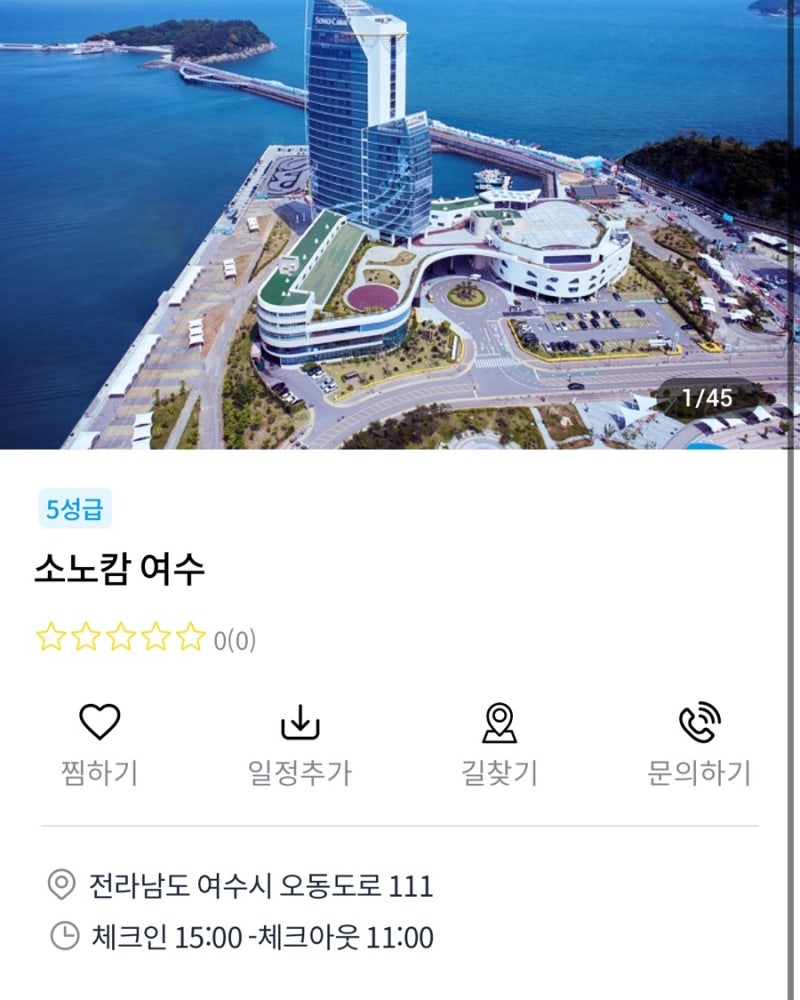 1/45
5성급
소노캄 여수
0(0)
찜하기 일정추가 길찾기 문의하기
전라남도 여수시 오동도로 111
체크인 15:00 -체크아웃 11:00